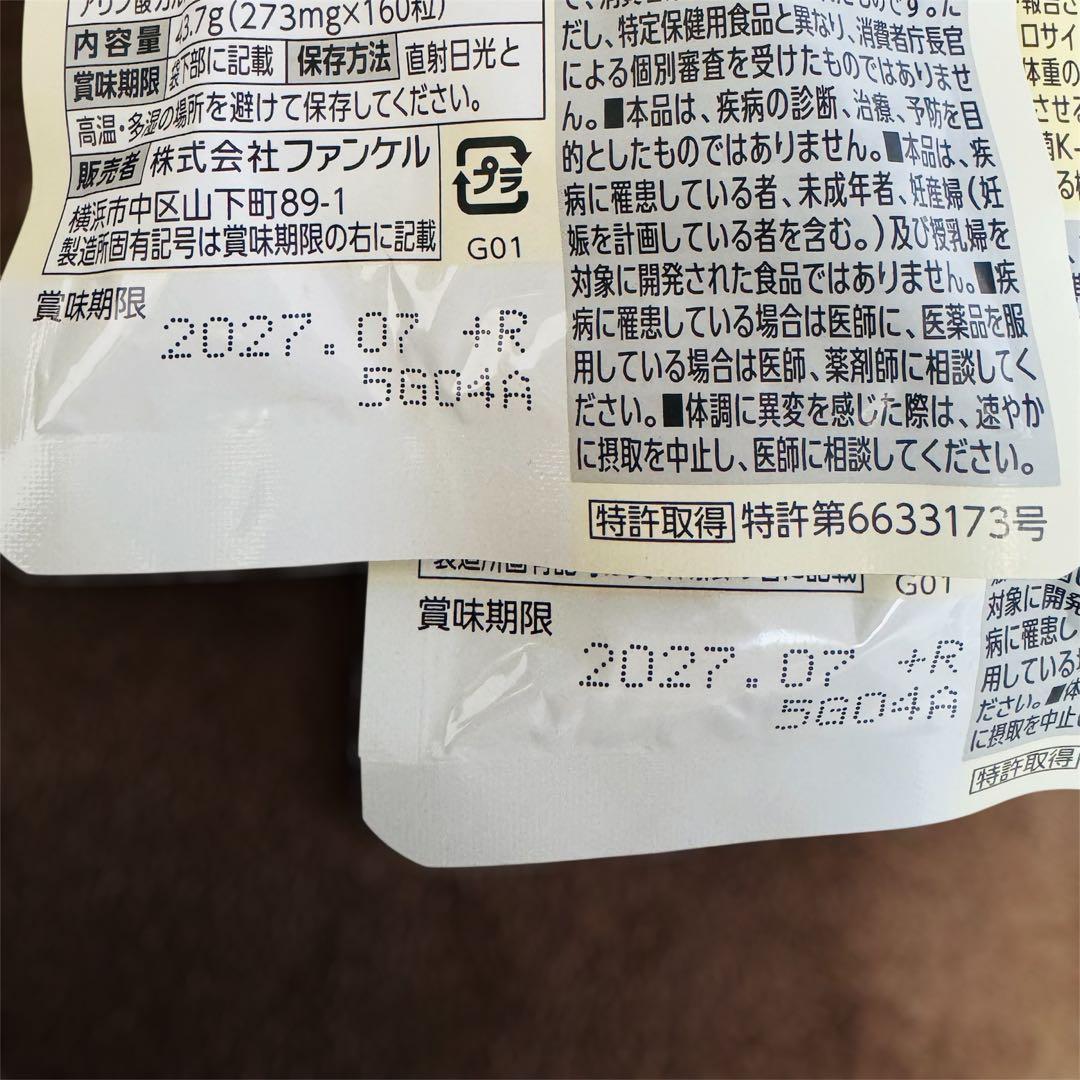 内容量 43.7g(273mg×160粒)
賞味期限 袋下部に記載 保存方法 直射日光と
高温・多湿の場所を避けて保存してください。
販売者 株式会社ファンケル
横浜市中区山下町89-1
製造所固有記号は賞味期限の右に記載
プラ
G01
賞味期限
2027.07 +R
5G04A
だし、特定保健用食品と異なり、消費者庁長官
による個別審査を受けたものではありませ
ん。■本品は、疾病の診断、治療、予防を目
的としたものではありません。■本品は、疾
病に罹患している者、未成年者、妊産婦(妊
娠を計画している者を含む。)及び授乳婦を
対象に開発された食品ではありません。■疾
病に罹患している場合は医師に、医薬品を服
用している場合は医師、薬剤師に相談してく
ださい。■体調に異変を感じた際は、速やか
に摂取を中止し、医師に相談してください。
特許取得 特許第6633173号
ロサイ
体重の
させる
菌K-
G01
賞味期限
2027.07 +R
5G04A
対象に開発
病に罹患し
用している
ださい。■体
に摂取を中止
特許取得